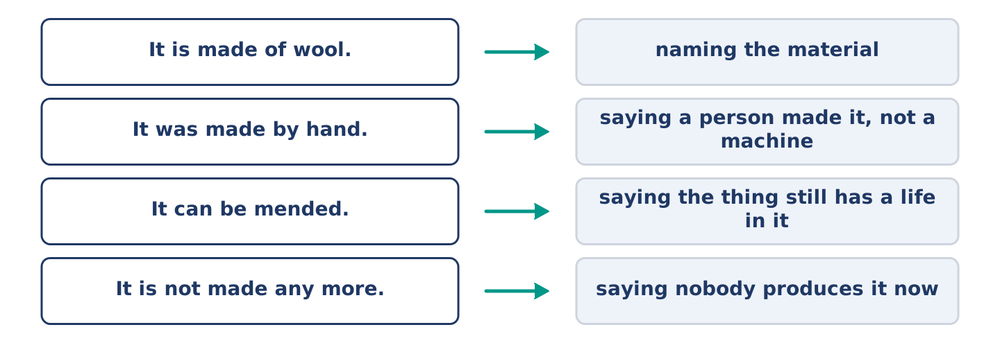 It is made of wool.
naming the material
It was made by hand.
saying a person made it, not a
machine
It can be mended.
saying the thing still has a life
in it
It is not made any more.
saying nobody produces it now